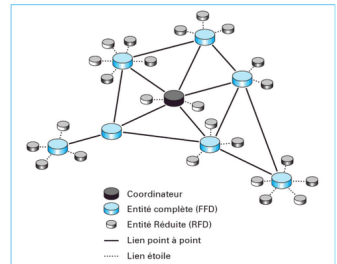 Coordinateur
Entité complète (FFD)
Entité Réduite (RFD)
Lien point à point
Lien étoile